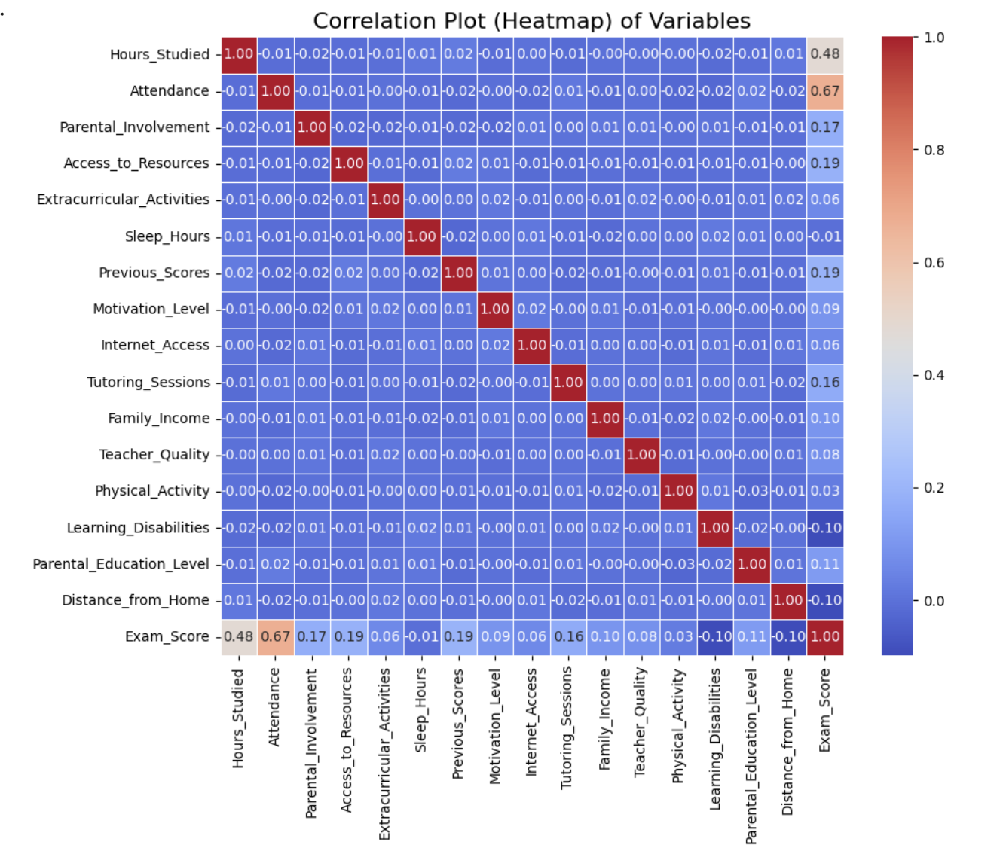 Correlation Plot (Heatmap) of Variables
Hours_Studied 1.00 -0.01 -0.02 -0.01 -0.01 0.01 0.02 -0.01 0.00 -0.01 -0.00 -0.00 -0.00 -0.02 -0.01 0.01 0.48
Attendance -0.01 1.00 -0.01 -0.01 -0.00 -0.01 -0.02 -0.00 -0.02 0.01 -0.01 0.00 -0.02 -0.02 0.02 -0.02 0.67
Parental_Involvement -0.02 -0.01 1.00 -0.02 -0.02 -0.01 -0.02 -0.02 0.01 0.00 0.01 0.01 -0.00 0.01 -0.01 -0.01 0.17
Access_to_Resources -0.01 -0.01 -0.02 1.00 -0.01 -0.01 0.02 0.01 -0.01 -0.01 -0.01 -0.01 -0.01 -0.01 -0.01 -0.00 0.19
Extracurricular_Activities -0.01 -0.00 -0.02 -0.01 1.00 -0.00 0.00 0.02 -0.01 0.00 -0.01 0.02 -0.00 -0.01 0.01 0.02 0.06
Sleep_Hours 0.01 -0.01 -0.01 -0.01 -0.00 1.00 -0.02 0.00 0.01 -0.01 -0.02 0.00 0.00 0.02 0.01 0.00 -0.01
Previous_Scores 0.02 -0.02 -0.02 0.02 0.00 -0.02 1.00 0.01 0.00 -0.02 -0.01 -0.00 -0.01 0.01 -0.01 -0.01 0.19
Motivation_Level -0.01 -0.00 -0.02 0.01 0.02 0.00 0.01 1.00 0.02 -0.00 0.01 -0.01 -0.01 -0.00 -0.00 -0.00 0.09
Internet_Access 0.00 -0.02 0.01 -0.01 -0.01 0.01 0.00 0.02 1.00 -0.01 0.00 0.00 -0.01 0.01 -0.01 0.01 0.06
Tutoring_Sessions -0.01 0.01 0.00 -0.01 0.00 -0.01 -0.02 -0.00 -0.01 1.00 0.00 0.00 0.01 0.00 0.01 -0.02 0.16
Family_Income -0.00 -0.01 0.01 -0.01 -0.01 -0.02 -0.01 0.01 0.00 0.00 1.00 -0.01 -0.02 0.02 -0.00 -0.01 0.10
Teacher_Quality -0.00 0.00 0.01 -0.01 0.02 0.00 -0.00 -0.01 0.00 0.00 -0.01 1.00 -0.01 -0.00 -0.00 0.01 0.08
Physical_Activity -0.00 -0.02 -0.00 -0.01 -0.00 0.00 -0.01 -0.01 -0.01 0.01 -0.02 -0.01 1.00 0.01 -0.03 -0.01 0.03
Learning_Disabilities -0.02 -0.02 0.01 -0.01 -0.01 0.02 0.01 -0.00 0.01 0.00 0.02 -0.00 0.01 1.00 -0.02 -0.00 -0.10
Parental_Education_Level -0.01 0.02 -0.01 -0.01 0.01 0.01 -0.01 -0.00 -0.01 0.01 -0.00 -0.00 -0.03 -0.02 1.00 0.01 0.11
Distance_from_Home 0.01 -0.02 -0.01 -0.00 0.02 0.00 -0.01 -0.00 0.01 -0.02 -0.01 0.01 -0.01 -0.00 0.01 1.00 -0.10
Exam_Score 0.48 0.67 0.17 0.19 0.06 -0.01 0.19 0.09 0.06 0.16 0.10 0.08 0.03 -0.10 0.11 -0.10 1.00
Hours_Studied
Attendance
Parental_Involvement
Access_to_Resources
Extracurricular_Activities
Sleep_Hours
Previous_Scores
Motivation_Level
Internet_Access
Tutoring_Sessions
Family_Income
Teacher_Quality
Physical_Activity
Learning_Disabilities
Parental_Education_Level
Distance_from_Home
Exam_Score
1.0
0.8
0.6
0.4
0.2
0.0